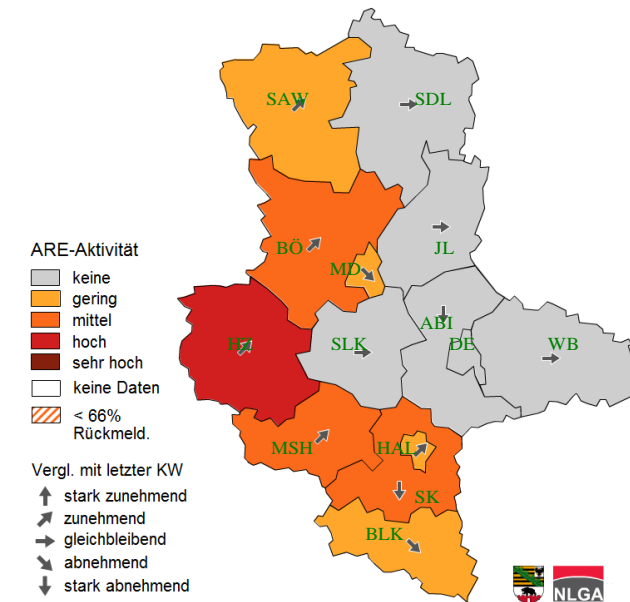 SAW
SDL
BÖ
MD
JL
ARE-Aktivität
keine
gering
mittel
hoch
sehr hoch
keine Daten
< 66%
Rückmeld.
HZ
SLK
ABI
DE
WB
MSH
HAL
SK
BLK
Vergl. mit letzter KW
stark zunehmend
zunehmend
gleichbleibend
abnehmend
stark abnehmend
NLGA